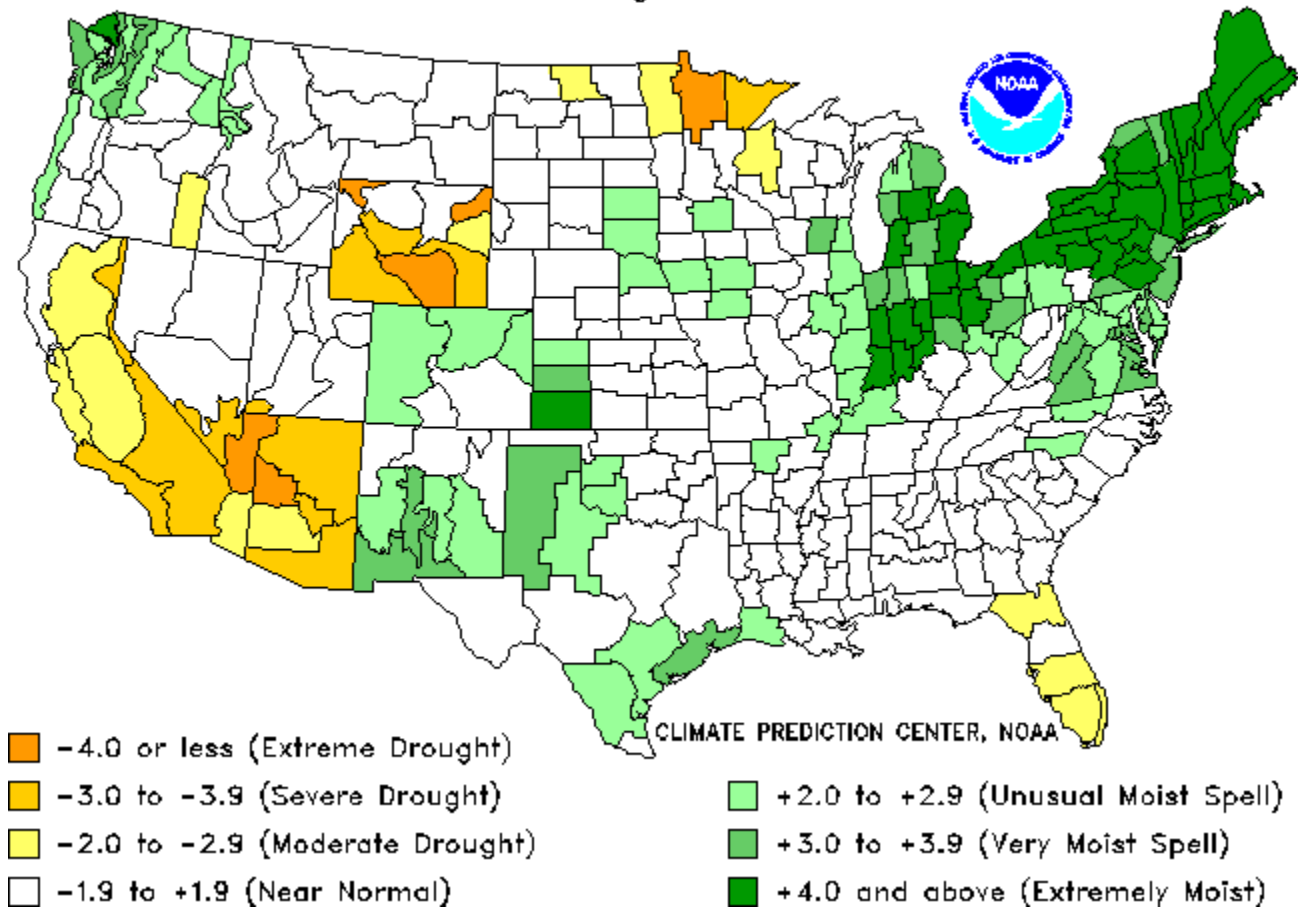 NOAA
CLIMATE PREDICTION CENTER, NOAA
-4.0 or less (Extreme Drought)
-3.0 to -3.9 (Severe Drought)
-2.0 to -2.9 (Moderate Drought)
-1.9 to +1.9 (Near Normal)
+2.0 to +2.9 (Unusual Moist Spell)
+3.0 to +3.9 (Very Moist Spell)
+4.0 and above (Extremely Moist)